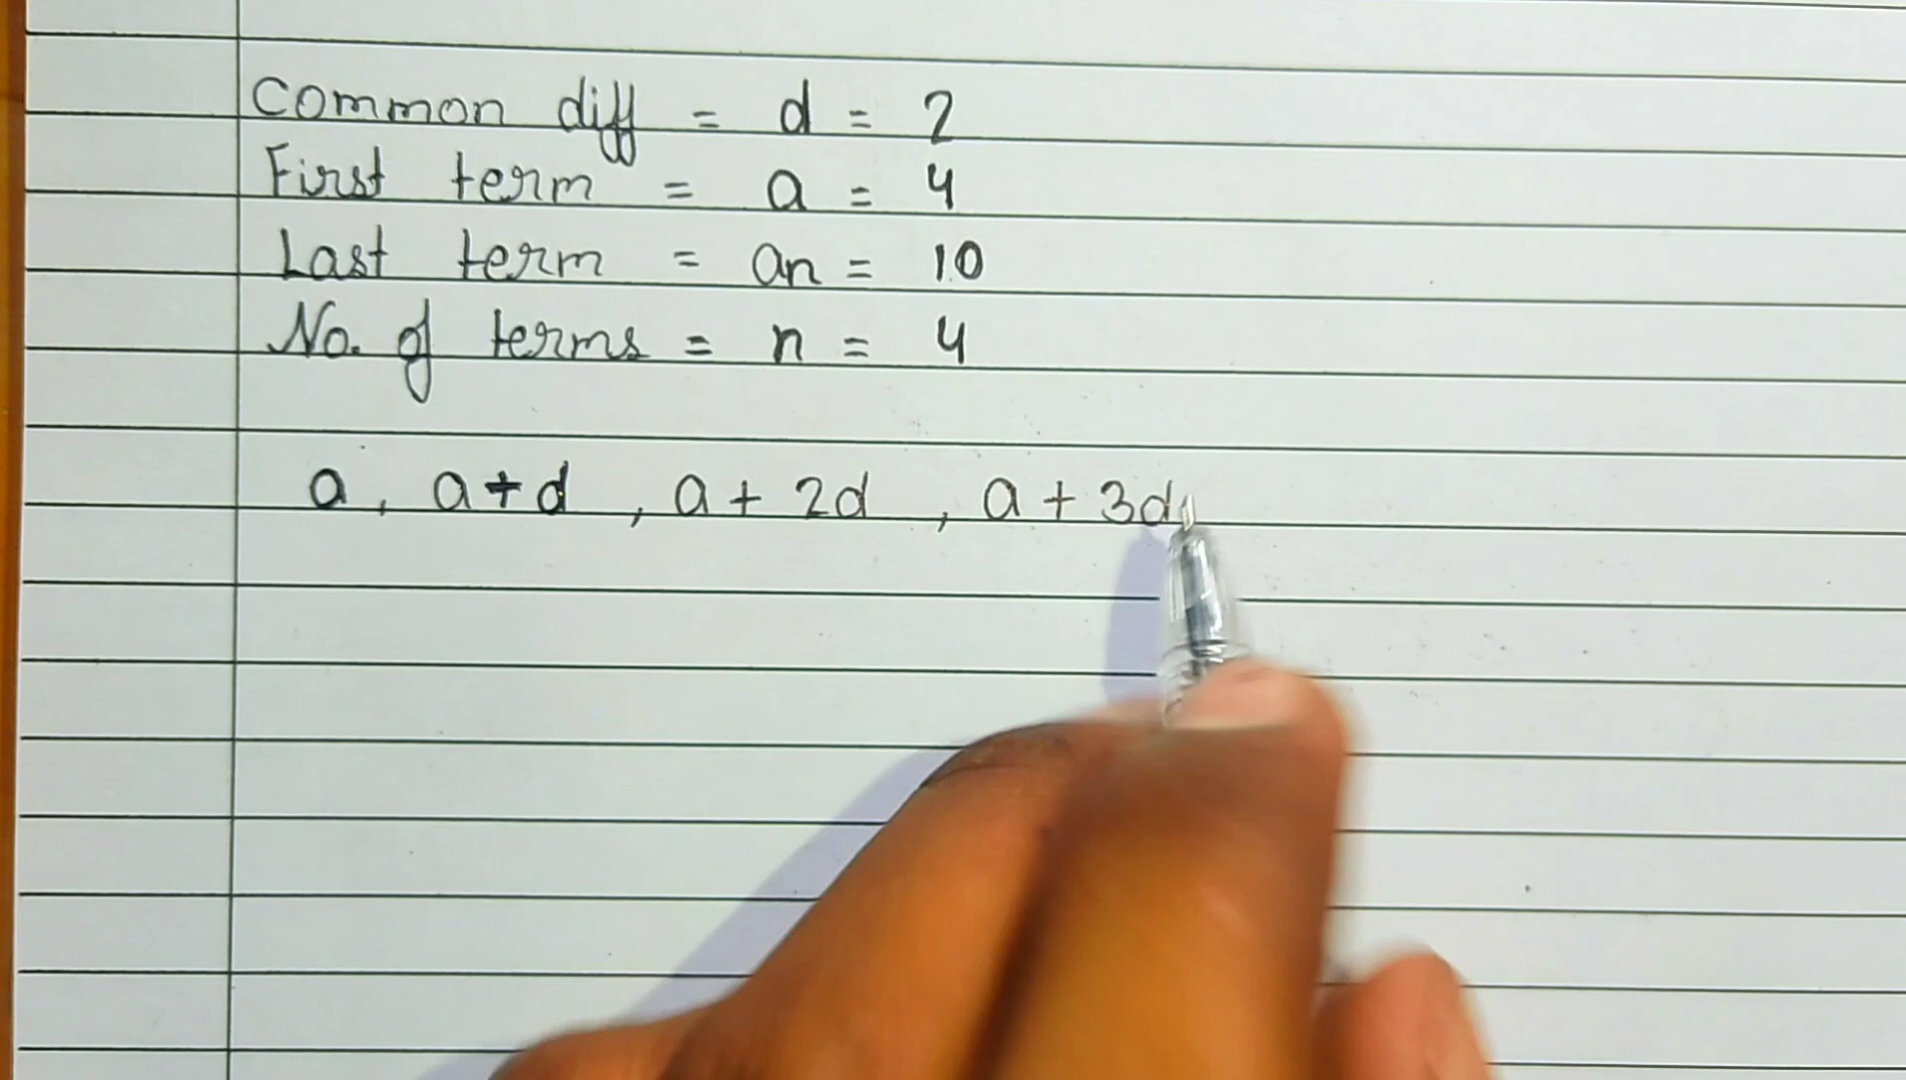 Common diff = d = 2
First term = a = 4
Last term = an = 10
No. of terms = n = 4
a, a+d, a + 2d, a + 3d